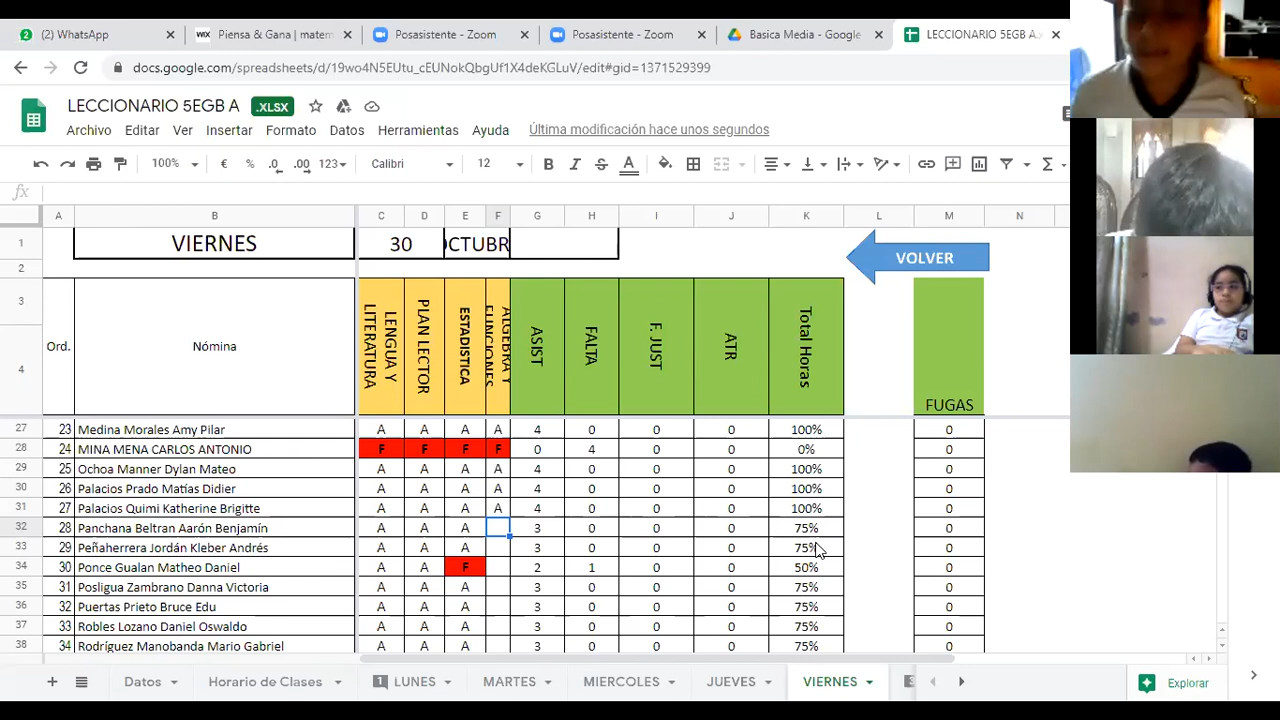 2 (2) WhatsApp × WIX Piensa & Gana | matem × Posasistente - Zoom × Posasistente - Zoom × Basica Media - Google × LECCIONARIO 5EGB A.x ×
docs.google.com/spreadsheets/d/19wo4N5EUtu_cEUNokQbgUf1X4deKGLuV/edit#gid=1371529399
LECCIONARIO 5EGB A .XLSX
Archivo Editar Ver Insertar Formato Datos Herramientas Ayuda Última modificación hace unos segundos
100% € % .0 .00 123 Calibri 12 B I S A Σ
fx
A B C D E F G H I J K L M N
1 VIERNES 30 OCTUBR VOLVER
2
3
4
Ord. Nómina LENGUA Y LITERATURA PLAN LECTOR ESTADISTICA ALGEBRA Y FUNCIONES ASIST FALTA F. JUST ATR Total Horas FUGAS
27 23 Medina Morales Amy Pilar A A A A 4 0 0 0 100% 0
28 24 MINA MENA CARLOS ANTONIO F F F F 0 4 0 0 0% 0
29 25 Ochoa Manner Dylan Mateo A A A A 4 0 0 0 100% 0
30 26 Palacios Prado Matías Didier A A A A 4 0 0 0 100% 0
31 27 Palacios Quimi Katherine Brigitte A A A A 4 0 0 0 100% 0
32 28 Panchana Beltran Aarón Benjamín A A A 3 0 0 0 75% 0
33 29 Peñaherrera Jordán Kleber Andrés A A A 3 0 0 0 75% 0
34 30 Ponce Gualan Matheo Daniel A A F 2 1 0 0 50% 0
35 31 Posligua Zambrano Danna Victoria A A A 3 0 0 0 75% 0
36 32 Puertas Prieto Bruce Edu A A A 3 0 0 0 75% 0
37 33 Robles Lozano Daniel Oswaldo A A A 3 0 0 0 75% 0
38 34 Rodríguez Manobanda Mario Gabriel A A A 3 0 0 0 75% 0
+ Datos Horario de Clases 1 LUNES MARTES MIERCOLES JUEVES VIERNES Explorar